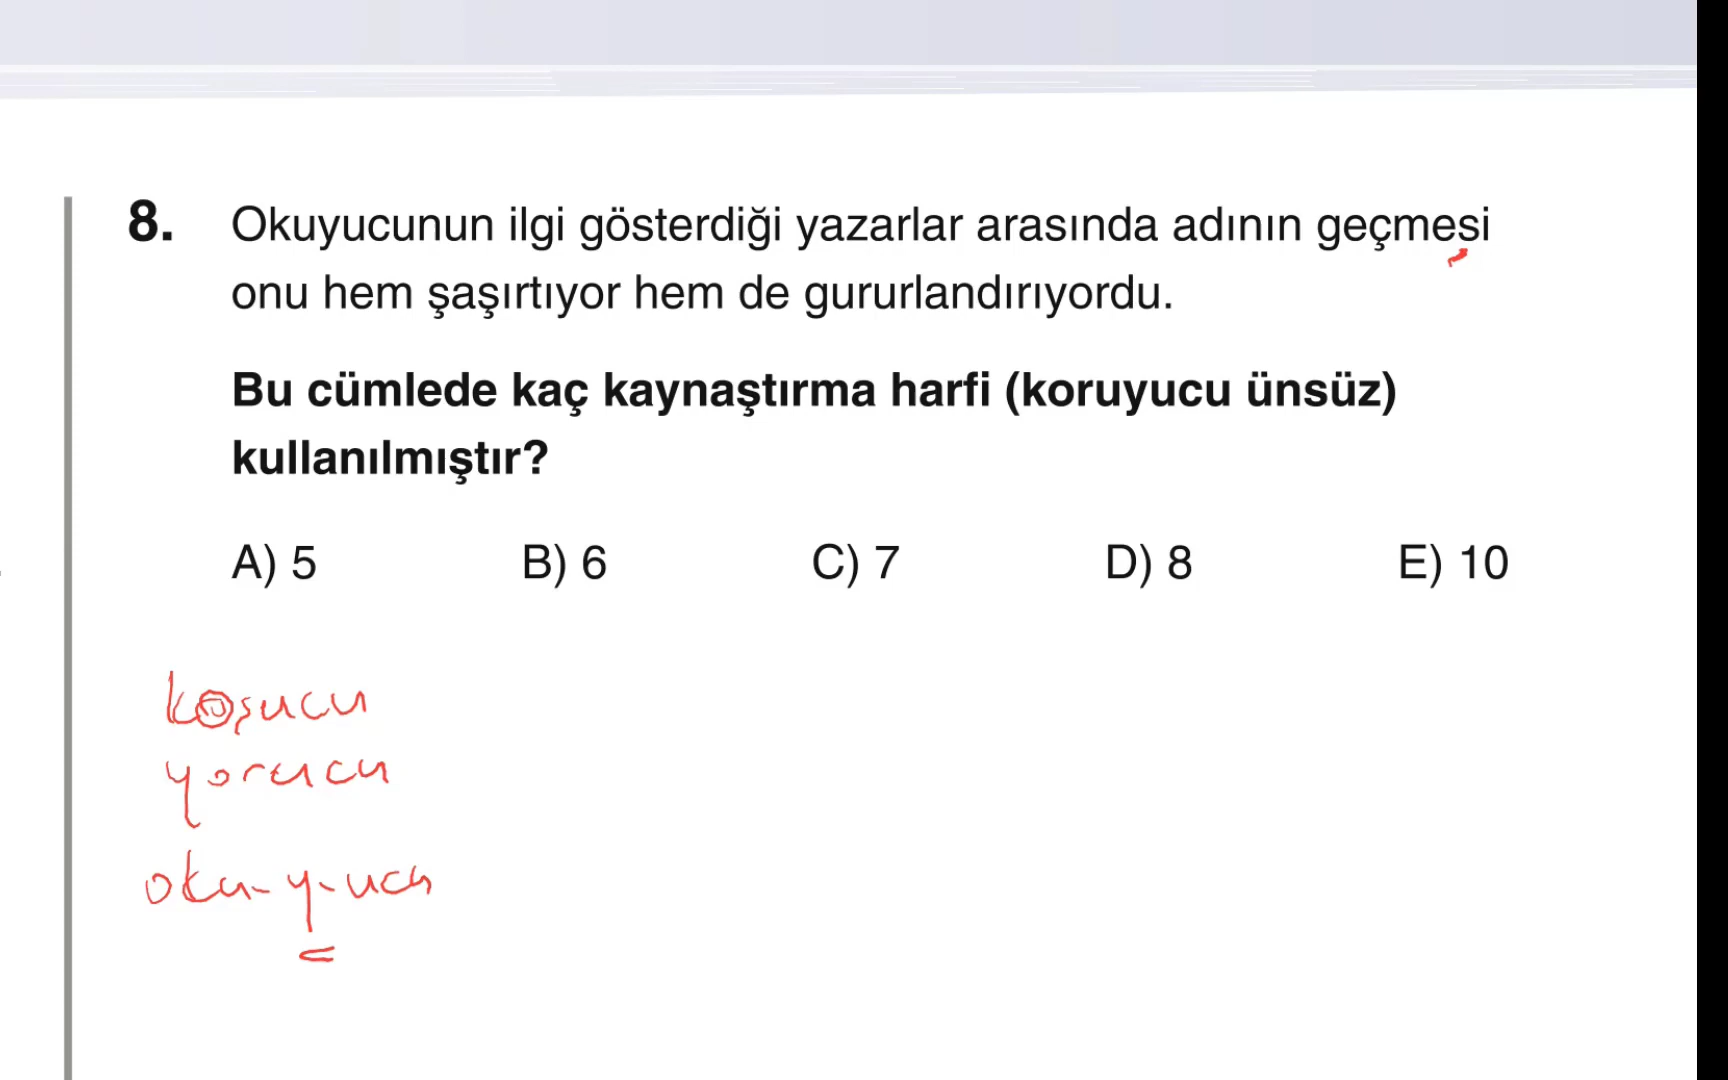 8. Okuyucunun ilgi gösterdiği yazarlar arasında adının geçmesi
onu hem şaşırtıyor hem de gururlandırıyordu.
Bu cümlede kaç kaynaştırma harfi (koruyucu ünsüz)
kullanılmıştır?
A) 5 B) 6 C) 7 D) 8 E) 10
koşucu
yorucu
oku-y-ucu